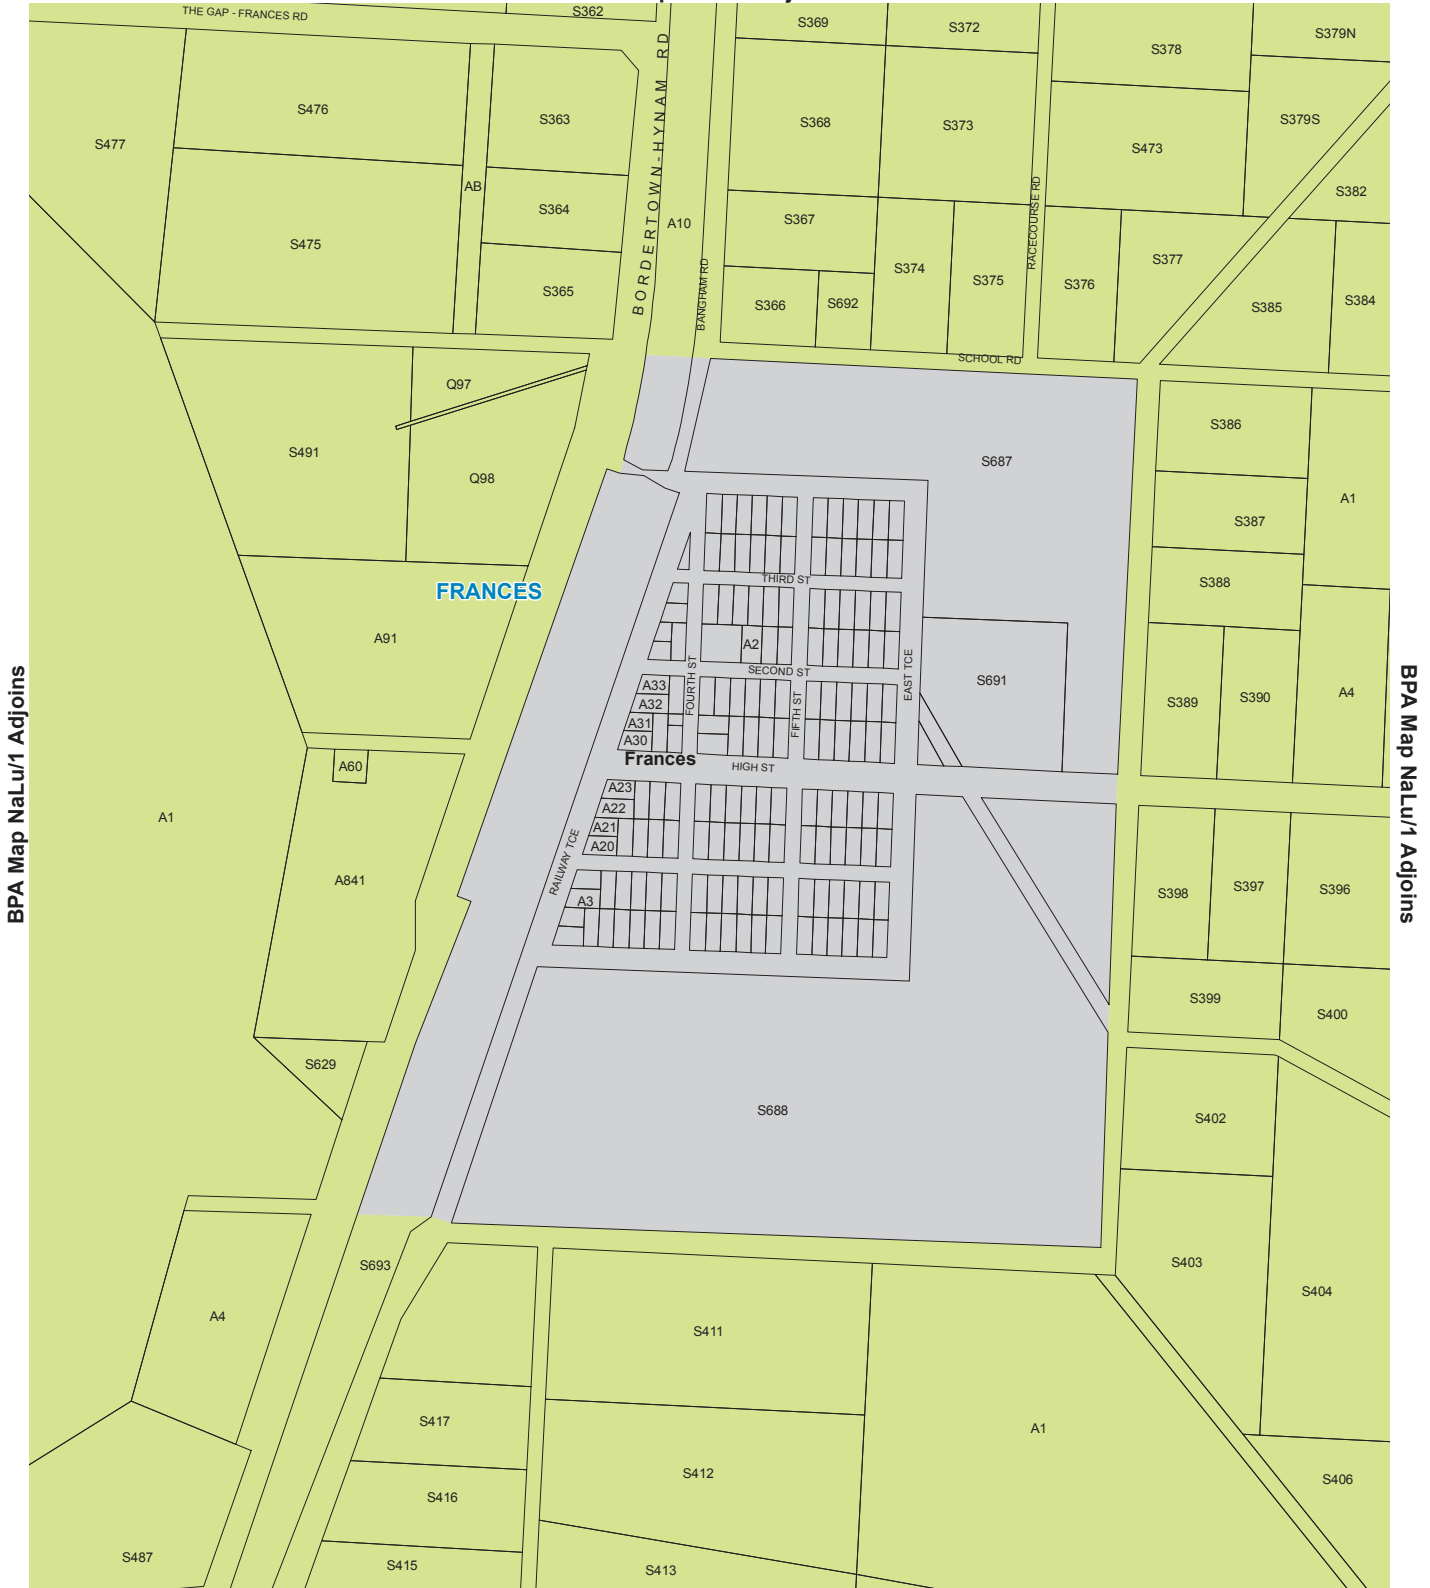 THE GAP - FRANCES RD
S362
S369
S372
S378
S379N
S477
S476
S363
BORDERTOWN-HYNAM RD
S368
S373
S473
S379S
AB
S364
A10
S367
RACECOURSE RD
S382
S475
S365
BANGHAM RD
S366
S692
S374
S375
S376
S377
S385
S384
SCHOOL RD
Q97
S491
Q98
S687
S386
S387
A1
S388
THIRD ST
FRANCES
A91
A2
SECOND ST
FOURTH ST
FIFTH ST
EAST TCE
S691
S389
S390
A4
A33
A32
A31
A30
Frances
HIGH ST
A60
A1
A23
A22
A21
A20
RAILWAY TCE
A3
A841
S398
S397
S396
S399
S400
S629
S688
S402
S403
S404
S693
A4
S411
S417
A1
S412
S416
S406
S487
S415
S413
BPA Map NaLu/1 Adjoins
BPA Map NaLu/1 Adjoins